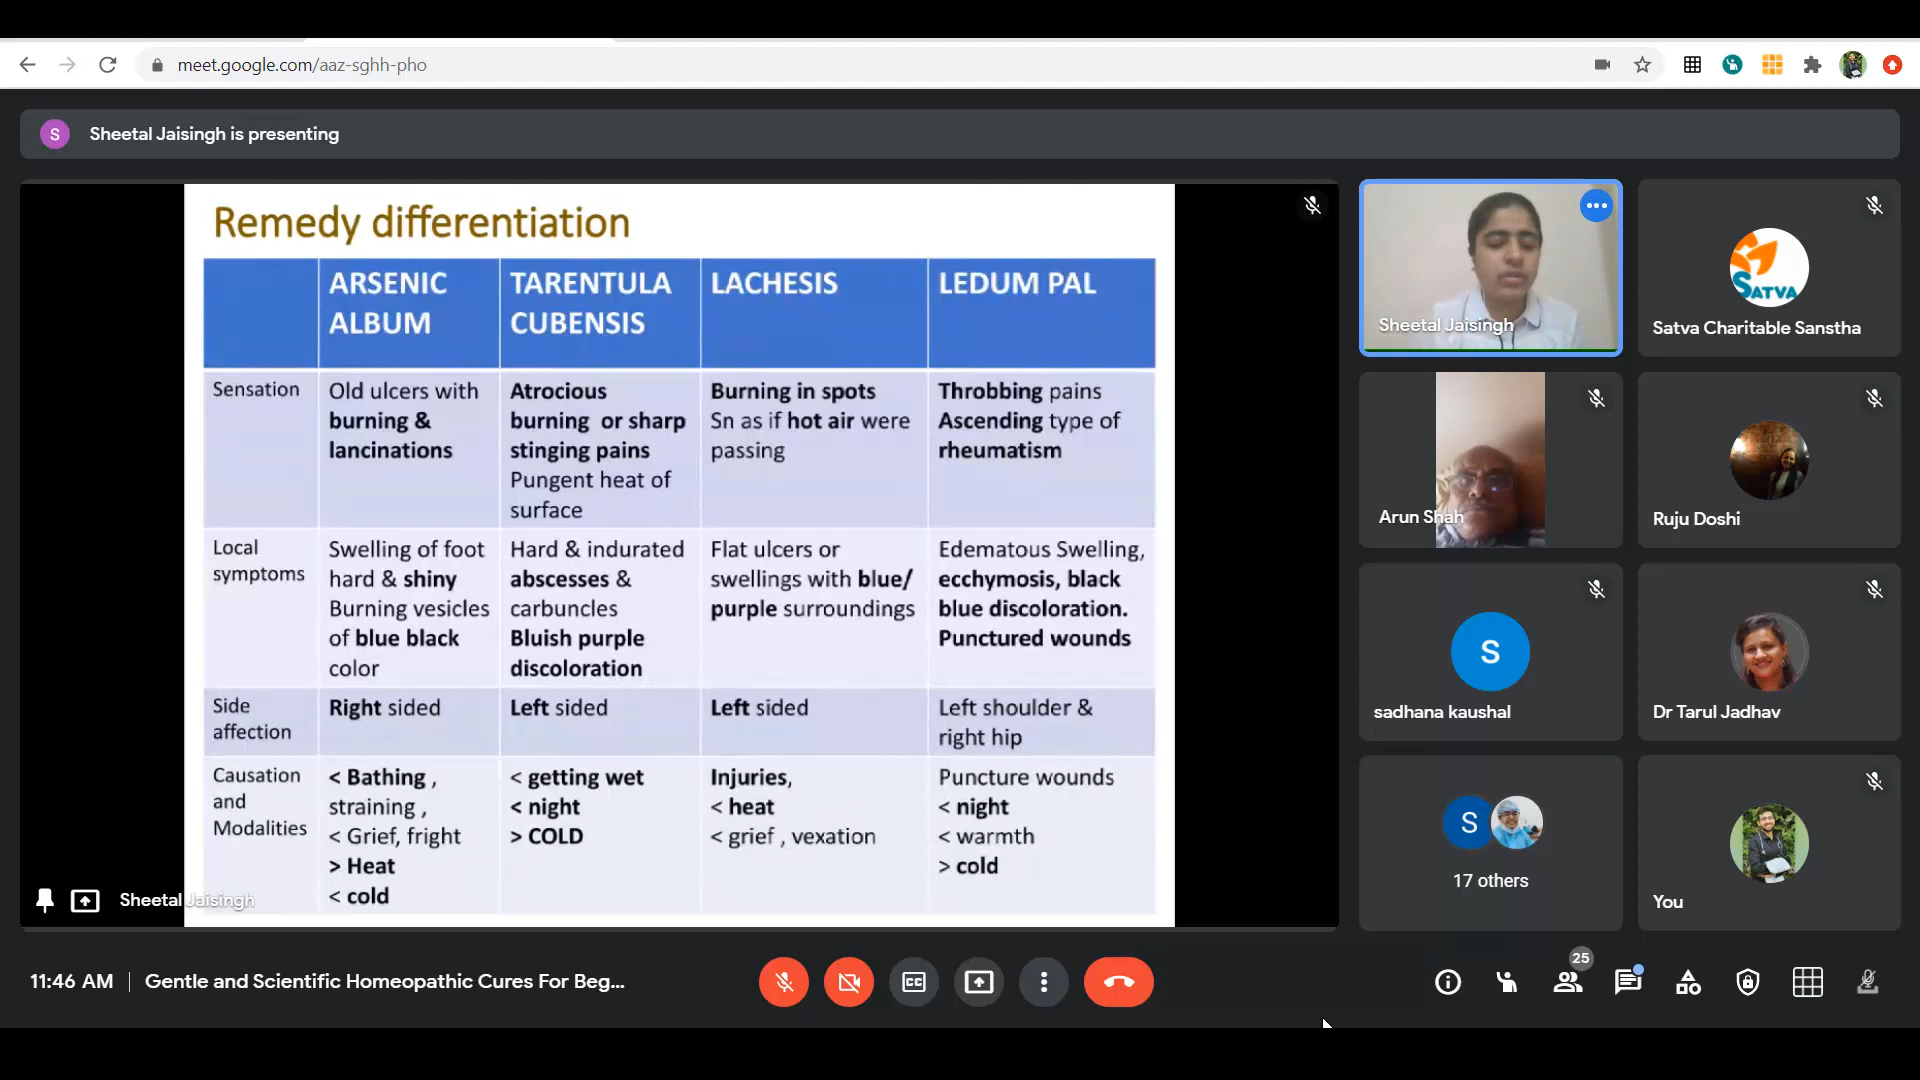 meet.google.com/aaz-sghh-pho
S
Sheetal Jaisingh is presenting
Remedy differentiation
ARSENIC
ALBUM
TARENTULA
CUBENSIS
LACHESIS
LEDUM PAL
Sensation
Old ulcers with
burning &
lancinations
Atrocious
burning or sharp
stinging pains
Pungent heat of
surface
Burning in spots
Sn as if hot air were
passing
Throbbing pains
Ascending type of
rheumatism
Local
symptoms
Swelling of foot
hard & shiny
Burning vesicles
of blue black
color
Hard & indurated
abscesses &
carbuncles
Bluish purple
discoloration
Flat ulcers or
swellings with blue/
purple surroundings
Edematous Swelling,
ecchymosis, black
blue discoloration.
Punctured wounds
Side
affection
Right sided
Left sided
Left sided
Left shoulder &
right hip
Causation
and
Modalities
< Bathing ,
straining ,
< Grief, fright
> Heat
< cold
< getting wet
< night
> COLD
Injuries,
< heat
< grief , vexation
Puncture wounds
< night
< warmth
> cold
Sheetal Jaisingh
Sheetal Jaisingh
SATVA
Satva Charitable Sanstha
Arun Shah
Ruju Doshi
S
sadhana kaushal
Dr Tarul Jadhav
S
17 others
You
11:46 AM
Gentle and Scientific Homeopathic Cures For Beg...
CC
25